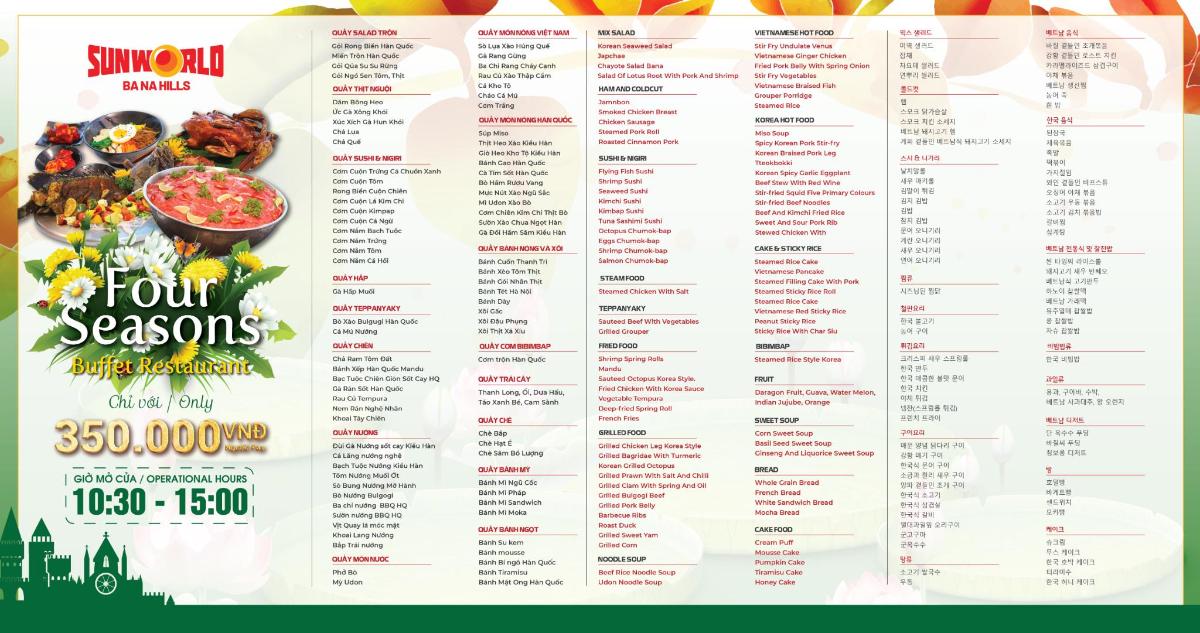 SUNWORLD
BA NA HILLS
Four
Seasons
Buffet Restaurant
Chỉ với / Only
350.000 VNĐ
GIỜ MỞ CỬA / OPERATIONAL HOURS
10:30 - 15:00
QUẦY SALAD TRỘN
Gỏi Rong Biển Hàn Quốc
Miến Trộn Hàn Quốc
Gỏi Qủa Su Su Rừng
Gỏi Ngó Sen Tôm, Thịt
QUẦY THỊT NGUỘI
Dăm Bông Heo
Ức Gà Xông Khói
Xúc Xích Gà Hun Khói
Chả Lụa
Chả Quế
QUẦY SUSHI & NIGIRI
Cơm Cuộn Trứng Cá Chuồn Xanh
Cơm Cuộn Tôm
Rong Biển Cuộn Chiên
Cơm Cuộn Lá Kim Chi
Cơm Cuộn Kimpap
Cơm Cuộn Cá Ngừ
Cơm Nắm Bạch Tuộc
Cơm Nắm Trứng
Cơm Nắm Tôm
Cơm Nắm Cá Hồi
QUẦY HẤP
Gà Hấp Muối
QUẦY TEPPANYAKY
Bò Xào Bulgugi Hàn Quốc
Cá Mú Nướng
QUẦY CHIÊN
Chả Ram Tôm Đất
Bánh Xếp Hàn Quốc Mandu
Bạc Tuộc Chiên Giòn Sốt Cay HQ
Gà Rán Sốt Hàn Quốc
Rau Củ Tempura
Nem Rán Nghệ Nhân
Khoai Tây Chiên
QUẦY NƯỚNG
Đùi Gà Nướng sốt cay Kiểu Hàn
Cá Lăng nướng nghệ
Bạch Tuộc Nướng Kiểu Hàn
Tôm Nướng Muối Ớt
Sò Bung Nướng Mỡ Hành
Bò Nướng Bulgogi
Ba chỉ nướng BBQ HQ
Sườn nướng BBQ HQ
Vịt Quay lá móc mật
Khoai Lang Nướng
Bắp Trái nướng
QUẦY MÓN NƯỚC
Phở Bò
Mỳ Udon
QUẦY MÓN NÓNG VIỆT NAM
Sò Lụa Xào Húng Quế
Gà Rang Gừng
Ba Chỉ Rang Cháy Cạnh
Rau Củ Xào Thập Cẩm
Cá Kho Tộ
Cháo Cá Mú
Cơm Trắng
QUẦY MÓN NÓNG HÀN QUỐC
Súp Miso
Thịt Heo Xào Kiểu Hàn
Giò Heo Kho Tộ Kiểu Hàn
Bánh Gạo Hàn Quốc
Cà Tím Sốt Hàn Quốc
Bò Hầm Rượu Vang
Mực Nút Xào Ngũ Sắc
Mì Udon Xào Bò
Cơm Chiên Kim Chi Thịt Bò
Sườn Xào Chua Ngọt Hàn
Gà Đối Hầm Sâm Kiểu Hàn
QUẦY BÁNH NÓNG VÀ XÔI
Bánh Cuốn Thanh Trì
Bánh Xèo Tôm Thịt
Bánh Gói Nhân Thịt
Bánh Tét Hà Nội
Bánh Dày
Xôi Gấc
Xôi Đậu Phụng
Xôi Thịt Xá Xíu
QUẦY CƠM BIBIMBAP
Cơm trộn Hàn Quốc
QUẦY TRÁI CÂY
Thanh Long, Ổi, Dưa Hấu,
Táo Xanh Bé, Cam Sành
QUẦY CHÈ
Chè Bắp
Chè Hạt É
Chè Sâm Bổ Lượng
QUẦY BÁNH MỲ
Bánh Mì Ngũ Cốc
Bánh Mì Pháp
Bánh Mì Sandwich
Bánh Mì Moka
QUẦY BÁNH NGỌT
Bánh Su kem
Bánh mousse
Bánh Bí ngô Hàn Quốc
Bánh Tiramisu
Bánh Mật Ong Hàn Quốc
MIX SALAD
Korean Seaweed Salad
Japchae
Chayote Salad Bana
Salad Of Lotus Root With Pork And Shrimp
HAM AND COLDCUT
Jamnbon
Smoked Chicken Breast
Chicken Sausage
Steamed Pork Roll
Roasted Cinnamon Pork
SUSHI & NIGIRI
Flying Fish Sushi
Shrimp Sushi
Seaweed Sushi
Kimchi Sushi
Kimbap Sushi
Tuna Sashimi Sushi
Octopus Chumok-bap
Eggs Chumok-bap
Shrimp Chumok-bap
Salmon Chumok-bap
STEAM FOOD
Steamed Chicken With Salt
TEPPANYAKY
Sauteed Beef With Vegetables
Grilled Grouper
FRIED FOOD
Shrimp Spring Rolls
Mandu
Sauteed Octopus Korea Style.
Fried Chicken With Korea Sauce
Vegetable Tempura
Deep-fried Spring Roll
French Fries
GRILLED FOOD
Grilled Chicken Leg Korea Style
Grilled Bagridae With Turmeric
Korean Grilled Octopus
Grilled Prawn With Salt And Chilli
Grilled Clam With Spring And Oil
Grilled Bulgogi Beef
Grilled Pork Belly
Barbecue Ribs
Roast Duck
Grilled Sweet Yam
Grilled Corn
NOODLE SOUP
Beef Rice Noodle Soup
Udon Noodle Soup
VIETNAMESE HOT FOOD
Stir Fry Undulate Venus
Vietnamese Ginger Chicken
Fried Pork Belly With Spring Onion
Stir Fry Vegetables
Vietnamese Braised Fish
Grouper Porridge
Steamed Rice
KOREA HOT FOOD
Miso Soup
Spicy Korean Pork Stir-fry
Korean Braised Pork Leg
Tteokbokki
Korean Spicy Garlic Eggplant
Beef Stew With Red Wine
Stir-fried Squid Five Primary Colours
Stir-fried Beef Noodles
Beef And Kimchi Fried Rice
Sweet And Sour Pork Rib
Stewed Chicken With
CAKE & STICKY RICE
Steamed Rice Cake
Vietnamese Pancake
Steamed Filling Cake With Pork
Steamed Sticky Rice Roll
Steamed Rice Cake
Vietnamese Red Sticky Rice
Peanut Sticky Rice
Sticky Rice With Char Siu
BIBIMBAP
Steamed Rice Style Korea
FRUIT
Daragon Fruit, Guava, Water Melon,
Indian Jujube, Orange
SWEET SOUP
Corn Sweet Soup
Basil Seed Sweet Soup
Ginseng And Liquorice Sweet Soup
BREAD
Whole Grain Bread
French Bread
White Sandwich Bread
Mocha Bread
CAKE FOOD
Cream Puff
Mousse Cake
Pumpkin Cake
Tiramisu Cake
Honey Cake
믹스 샐러드
미역 샐러드
잡채
차요테 샐러드
연뿌리 샐러드
콜드컷
햄
스모크 닭가슴살
스모크 치킨 소세지
베트남 돼지고기 햄
계피 곁들인 베트남식 돼지고기 소세지
스시 & 니기리
날치알롤
새우 마키롤
김말이 튀김
김치 김밥
김밥
참치 김밥
문어 오니기리
계란 오니기리
새우 오니기리
연어 오니기리
찜류
시즈닝된 찜닭
철판요리
한국 불고기
농어 구이
튀김요리
크리스피 새우 스프링롤
한국 만두
한국 매콤한 불맛 문어
한국 치킨
야채 튀김
넴잔(스프링롤 튀김)
프렌치 프라이
구이요리
매운 양념 닭다리 구이
강황 메기 구이
한국식 문어 구이
소금과 칠리 새우 구이
양파 곁들인 조개 구이
한국식 소고기
한국식 삼겹살
한국식 갈비
열대과일잎 오리구이
군고구마
군옥수수
탕류
소고기 쌀국수
우동
베트남 음식
바질 곁들인 조개볶음
강황 곁들인 로스트 치킨
카라멜라이즈드 삼겹구이
야채 볶음
베트남 생선찜
농어 죽
흰 밥
한국 음식
된장국
제육볶음
족발
떡볶이
가지절임
와인 곁들인 비프스튜
오징어 야채 볶음
소고기 우동 볶음
소고기 김치 볶음밥
갈비찜
삼계탕
베트남 전통식 및 찰찬밥
찐 타잉찌 라이스롤
돼지고기 새우 반쎄오
베트남식 고기만두
하노이 찹쌀떡
베트남 가래떡
유주열매 찹쌀밥
콩 찹쌀밥
차슈 찹쌀밥
비빔밥류
한국 비빔밥
과일류
용과, 구아바, 수박,
베트남 사과대추, 왕 오렌지
베트남 디저트
단 옥수수 푸딩
바질씨 푸딩
쌈보롱 디저트
빵
호밀빵
바게트빵
샌드위치
모카빵
케이크
슈크림
무스 케이크
한국 호박 케이크
티라미수
한국 허니 케이크